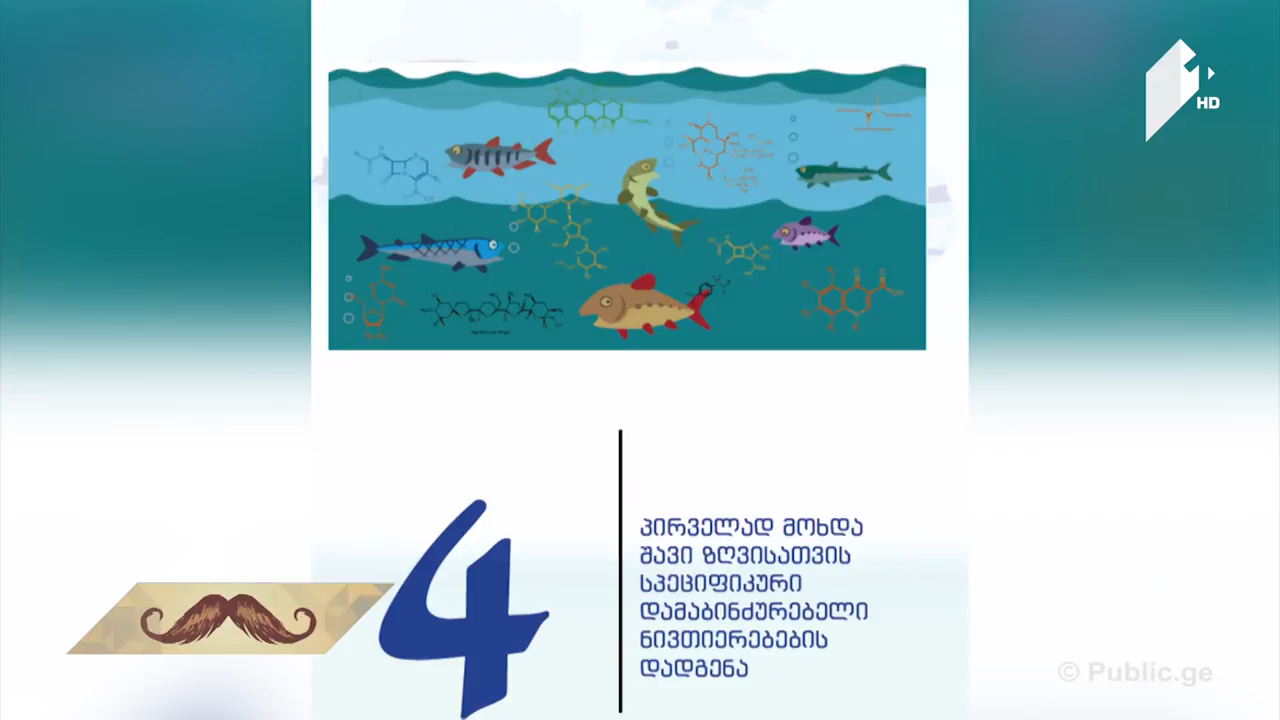 HD
4
პირველად მოხდა
შავი ზღვისათვის
სპეციფიკური
დამაბინძურებელი
ნივთიერებების
დადგენა
© Public.ge